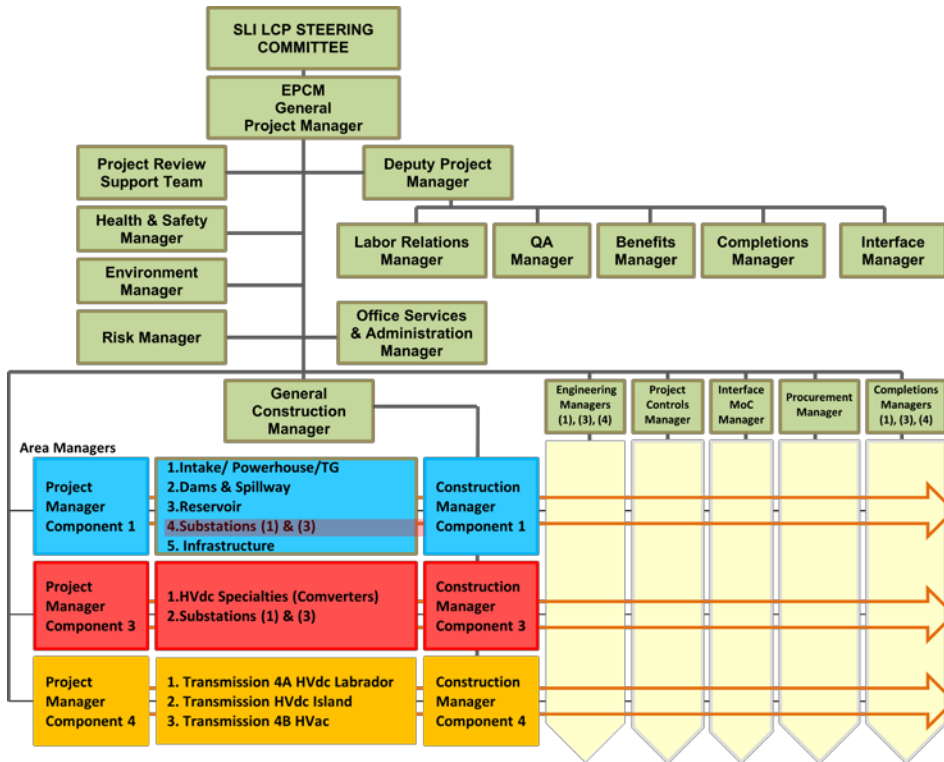 SLI LCP STEERING
COMMITTEE
EPCM
General
Project Manager
Project Review
Support Team
Deputy Project
Manager
Health & Safety
Manager
Labor Relations
Manager
QA
Manager
Benefits
Manager
Completions
Manager
Interface
Manager
Environment
Manager
Risk Manager
Office Services
& Administration
Manager
General
Construction
Manager
Engineering
Managers
(1), (3), (4)
Project
Controls
Manager
Interface
MoC
Manager
Procurement
Manager
Completions
Managers
(1), (3), (4)
Area Managers
Project
Manager
Component 1
1.Intake/ Powerhouse/TG
2.Dams & Spillway
3.Reservoir
4.Substations (1) & (3)
5. Infrastructure
Construction
Manager
Component 1
Project
Manager
Component 3
1.HVdc Specialties (Comverters)
2.Substations (1) & (3)
Construction
Manager
Component 3
Project
Manager
Component 4
1. Transmission 4A HVdc Labrador
2. Transmission HVdc Island
3. Transmission 4B HVac
Construction
Manager
Component 4